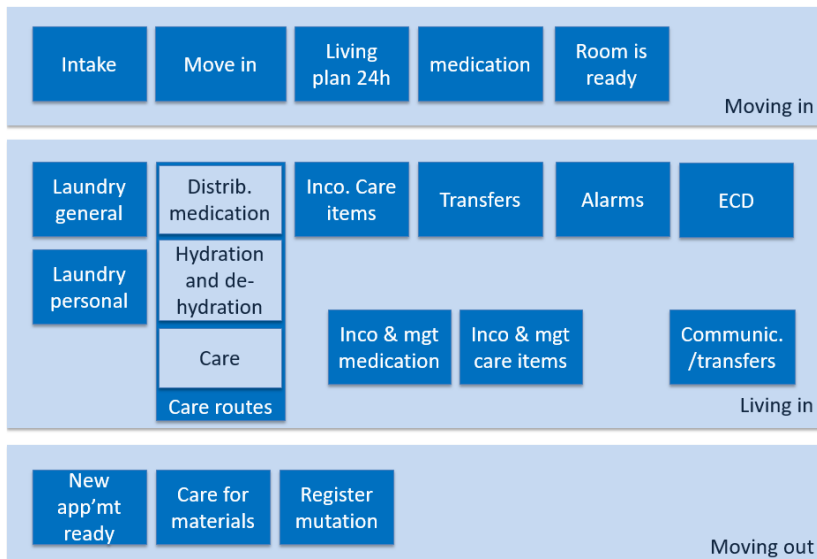 Intake
Move in
Living
plan 24h
medication
Room is
ready
Moving in
Laundry
general
Distrib.
medication
Inco. Care
items
Transfers
Alarms
ECD
Laundry
personal
Hydration
and de-
hydration
Care
Care routes
Inco & mgt
medication
Inco & mgt
care items
Communic.
/transfers
Living in
New
app'mt
ready
Care for
materials
Register
mutation
Moving out